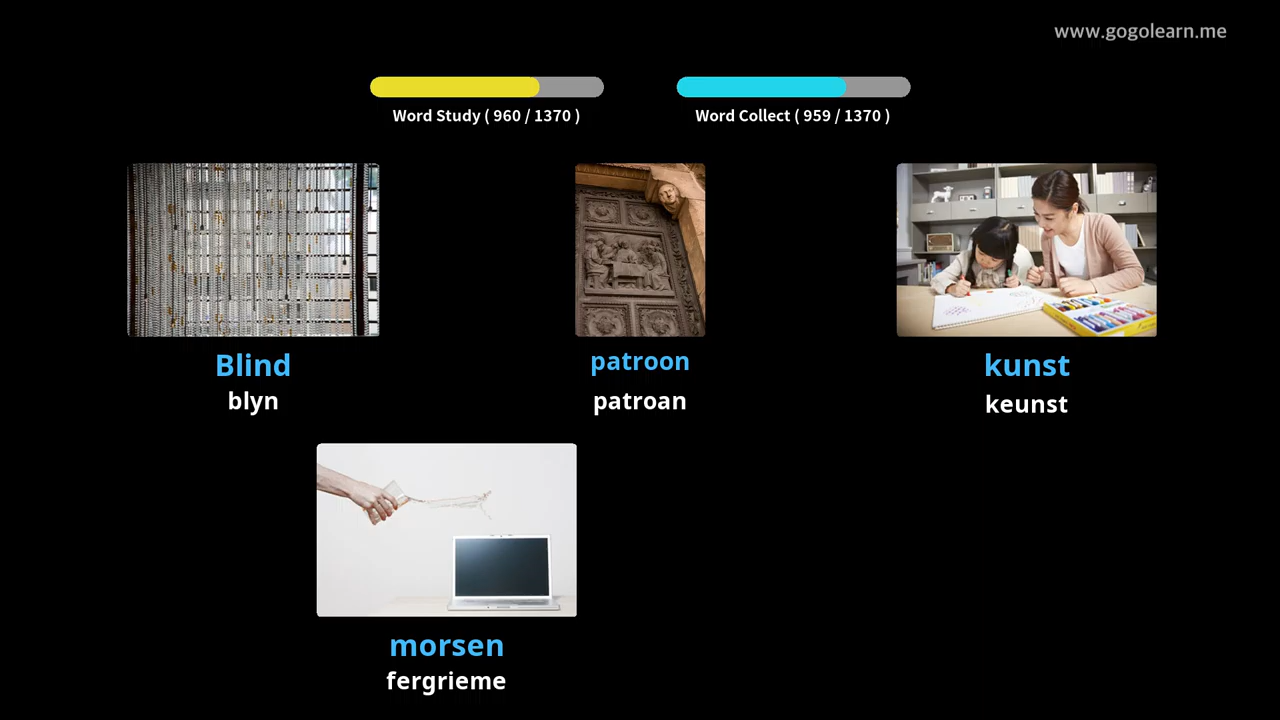 www.gogolearn.me
Word Study ( 960 / 1370 )
Word Collect ( 959 / 1370 )
Blind
blyn
patroon
patroan
kunst
keunst
morsen
fergrieme